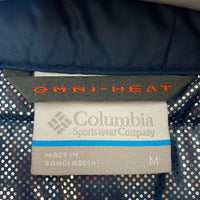 OMNI-HEAT
Columbia
Sportswear Company
MADE IN
BANGLADESH
M